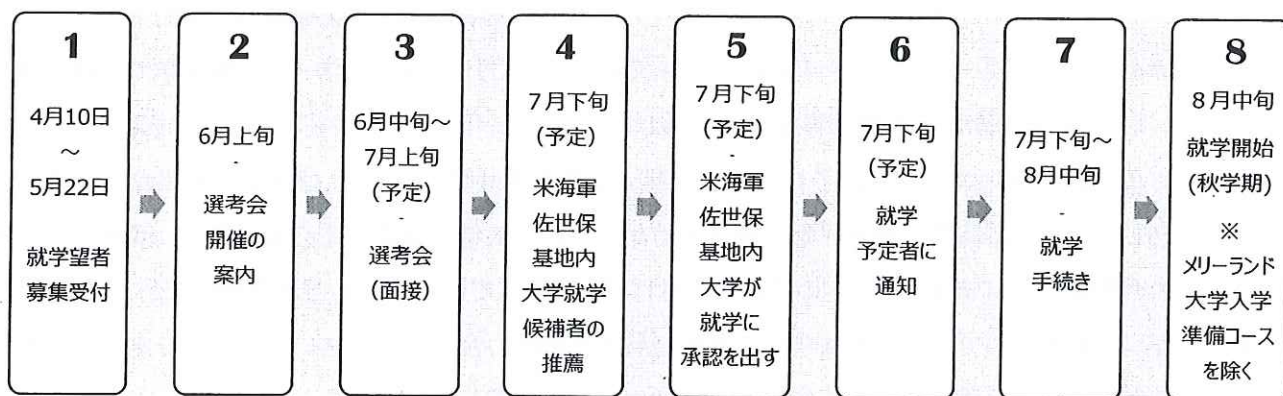 1
4月10日
～
5月22日
就学望者
募集受付
2
6月上旬
-
選考会
開催の
案内
3
6月中旬～
7月上旬
(予定)
-
選考会
(面接)
4
7月下旬
(予定)
米海軍
佐世保
基地内
大学就学
候補者の
推薦
5
7月下旬
(予定)
-
米海軍
佐世保
基地内
大学が
就学に
承認を出す
6
7月下旬
(予定)
就学
予定者に
通知
7
7月下旬～
8月中旬
-
就学
手続き
8
8月中旬
就学開始
(秋学期)
※
メリーランド
大学入学
準備コース
を除く